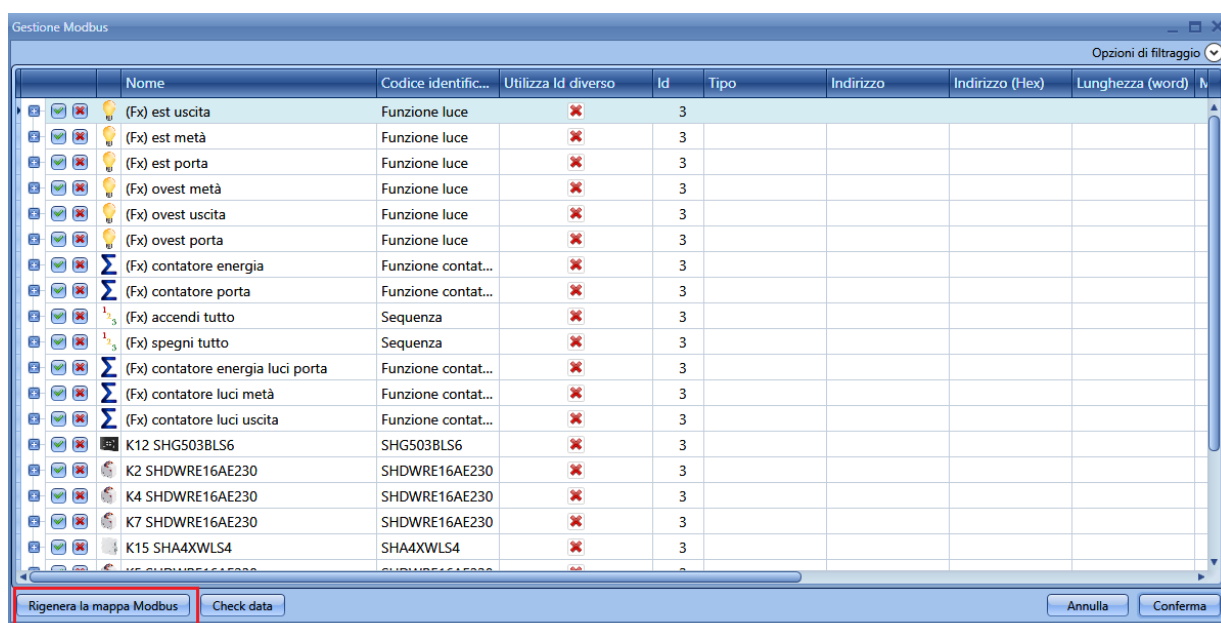 Gestione Modbus
Opzioni di filtraggio
Nome Codice identific... Utilizza Id diverso Id Tipo Indirizzo Indirizzo (Hex) Lunghezza (word)
(Fx) est uscita Funzione luce 3
(Fx) est metà Funzione luce 3
(Fx) est porta Funzione luce 3
(Fx) ovest metà Funzione luce 3
(Fx) ovest uscita Funzione luce 3
(Fx) ovest porta Funzione luce 3
(Fx) contatore energia Funzione contat... 3
(Fx) contatore porta Funzione contat... 3
(Fx) accendi tutto Sequenza 3
(Fx) spegni tutto Sequenza 3
(Fx) contatore energia luci porta Funzione contat... 3
(Fx) contatore luci metà Funzione contat... 3
(Fx) contatore luci uscita Funzione contat... 3
K12 SHG503BLS6 SHG503BLS6 3
K2 SHDWRE16AE230 SHDWRE16AE230 3
K4 SHDWRE16AE230 SHDWRE16AE230 3
K7 SHDWRE16AE230 SHDWRE16AE230 3
K15 SHA4XWLS4 SHA4XWLS4 3
Rigenera la mappa Modbus Check data Annulla Conferma